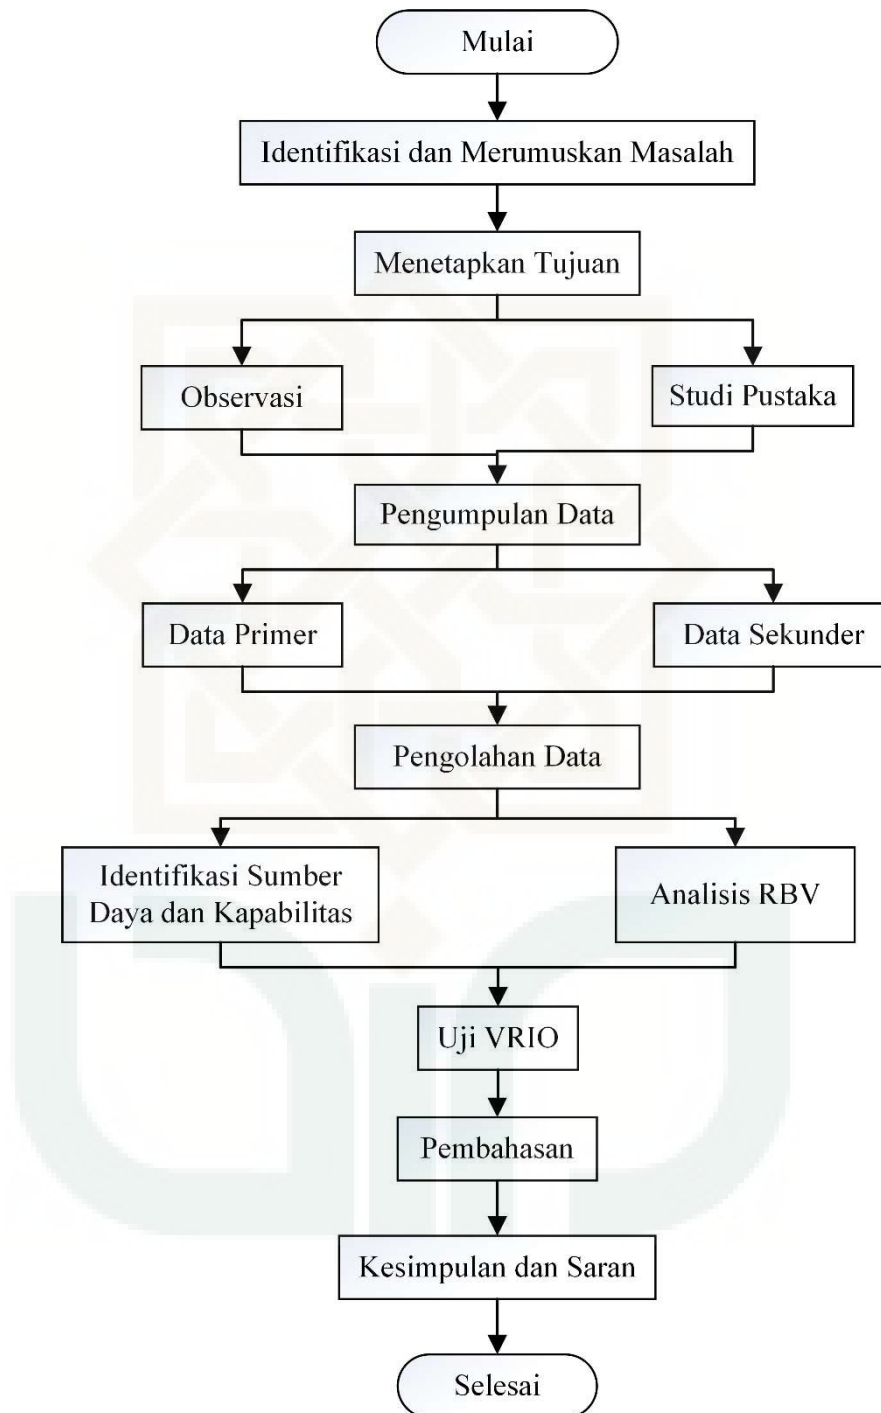 Mulai
Identifikasi dan Merumuskan Masalah
Menetapkan Tujuan
Observasi
Studi Pustaka
Pengumpulan Data
Data Primer
Data Sekunder
Pengolahan Data
Identifikasi Sumber
Daya dan Kapabilitas
Analisis RBV
Uji VRIO
Pembahasan
Kesimpulan dan Saran
Selesai